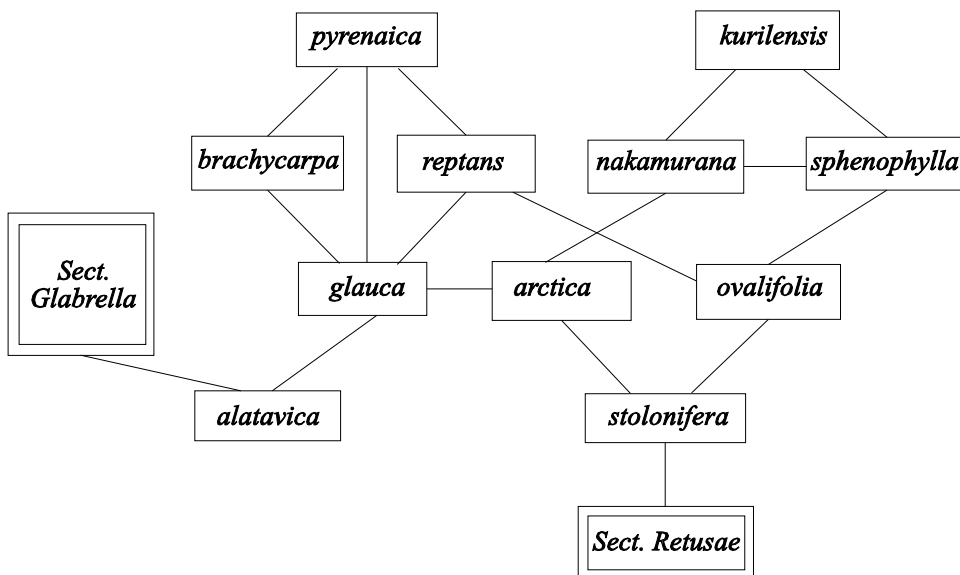 pyrenaica
kurilensis
brachycarpa
reptans
nakamurana
sphenophylla
Sect.
Glabrella
glauca
arctica
ovalifolia
alatavica
stolonifera
Sect. Retusae